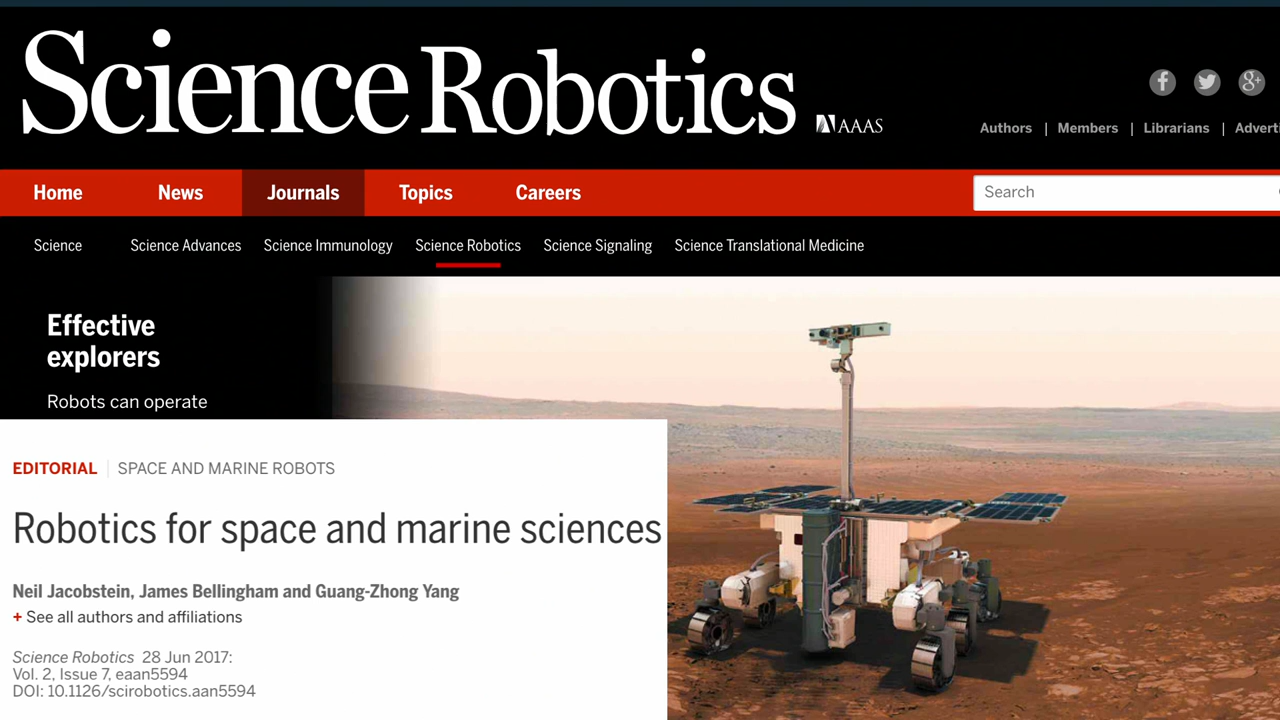 Science Robotics AAAS
f g+
Authors | Members | Librarians | Advert
Home News Journals Topics Careers Search
Science Science Advances Science Immunology Science Robotics Science Signaling Science Translational Medicine
Effective
explorers
Robots can operate
EDITORIAL | SPACE AND MARINE ROBOTS
Robotics for space and marine sciences
Neil Jacobstein, James Bellingham and Guang-Zhong Yang
+ See all authors and affiliations
Science Robotics 28 Jun 2017:
Vol. 2, Issue 7, eaan5594
DOI: 10.1126/scirobotics.aan5594